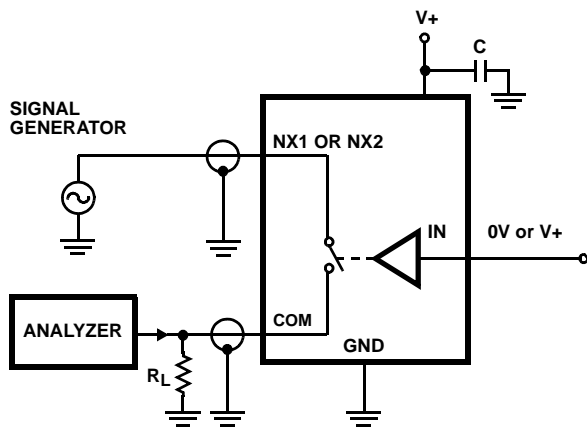 V+
C
SIGNAL
GENERATOR
NX1 OR NX2
IN
0V or V+
COM
ANALYZER
GND
RL